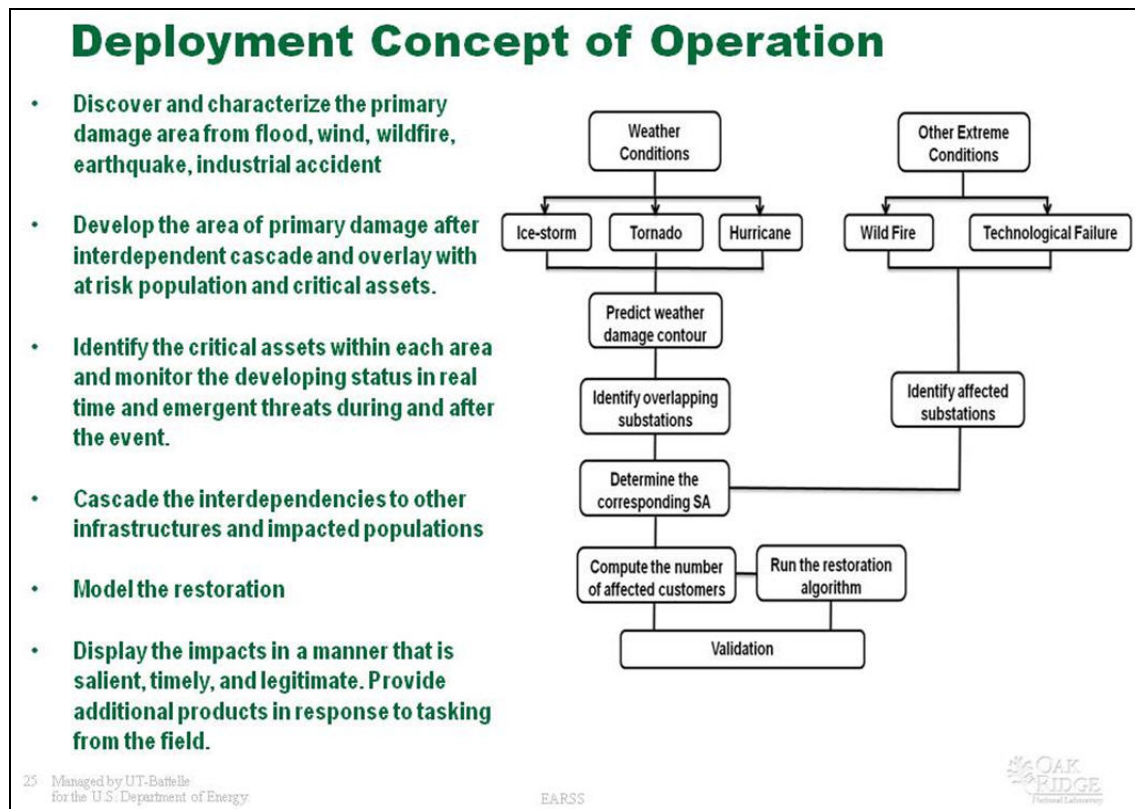 Deployment Concept of Operation
• Discover and characterize the primary
damage area from flood, wind, wildfire,
earthquake, industrial accident
• Develop the area of primary damage after
interdependent cascade and overlay with
at risk population and critical assets.
• Identify the critical assets within each area
and monitor the developing status in real
time and emergent threats during and after
the event.
• Cascade the interdependencies to other
infrastructures and impacted populations
• Model the restoration
• Display the impacts in a manner that is
salient, timely, and legitimate. Provide
additional products in response to tasking
from the field.
Weather
Conditions
Other Extreme
Conditions
Ice-storm
Tornado
Hurricane
Wild Fire
Technological Failure
Predict weather
damage contour
Identify overlapping
substations
Identify affected
substations
Determine the
corresponding SA
Compute the number
of affected customers
Run the restoration
algorithm
Validation
25 Managed by UT-Battelle
for the U.S. Department of Energy
EARSS
OAK
RIDGE
National Laboratory